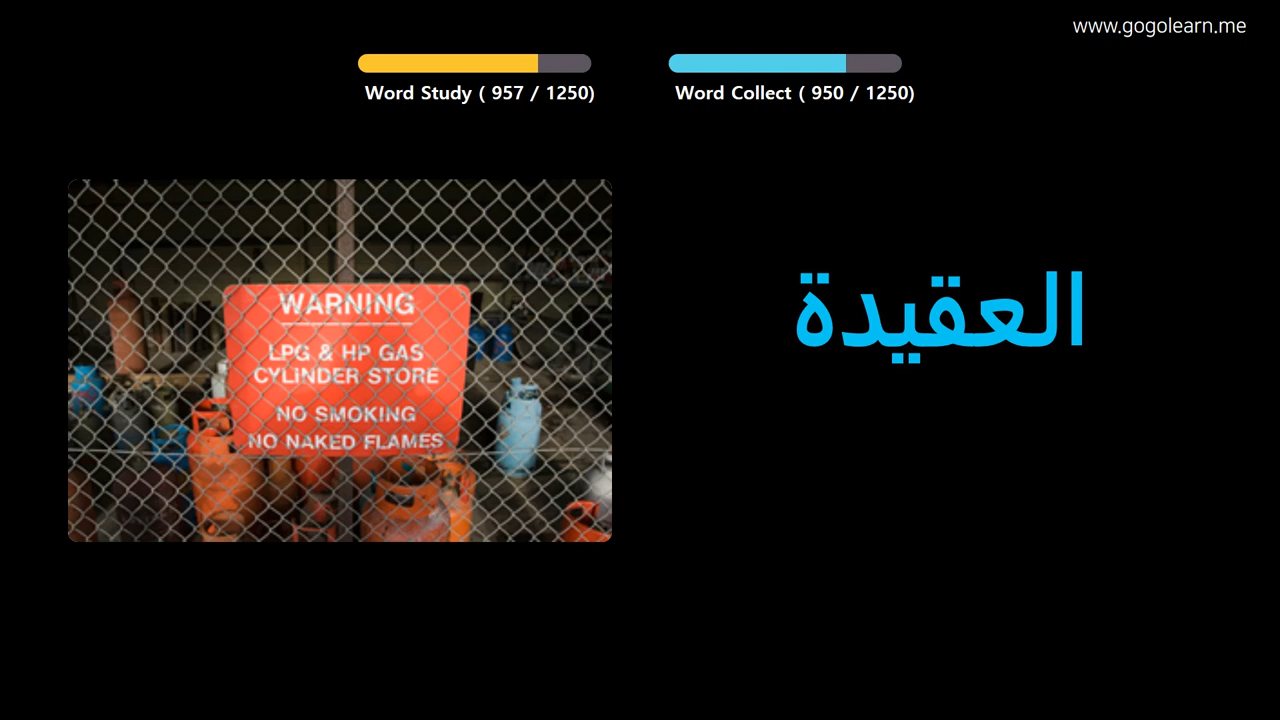 www.gogolearn.me
Word Study ( 957 / 1250)
Word Collect ( 950 / 1250)
WARNING
LPG & HP GAS
CYLINDER STORE
NO SMOKING
NO NAKED FLAMES
العقيدة